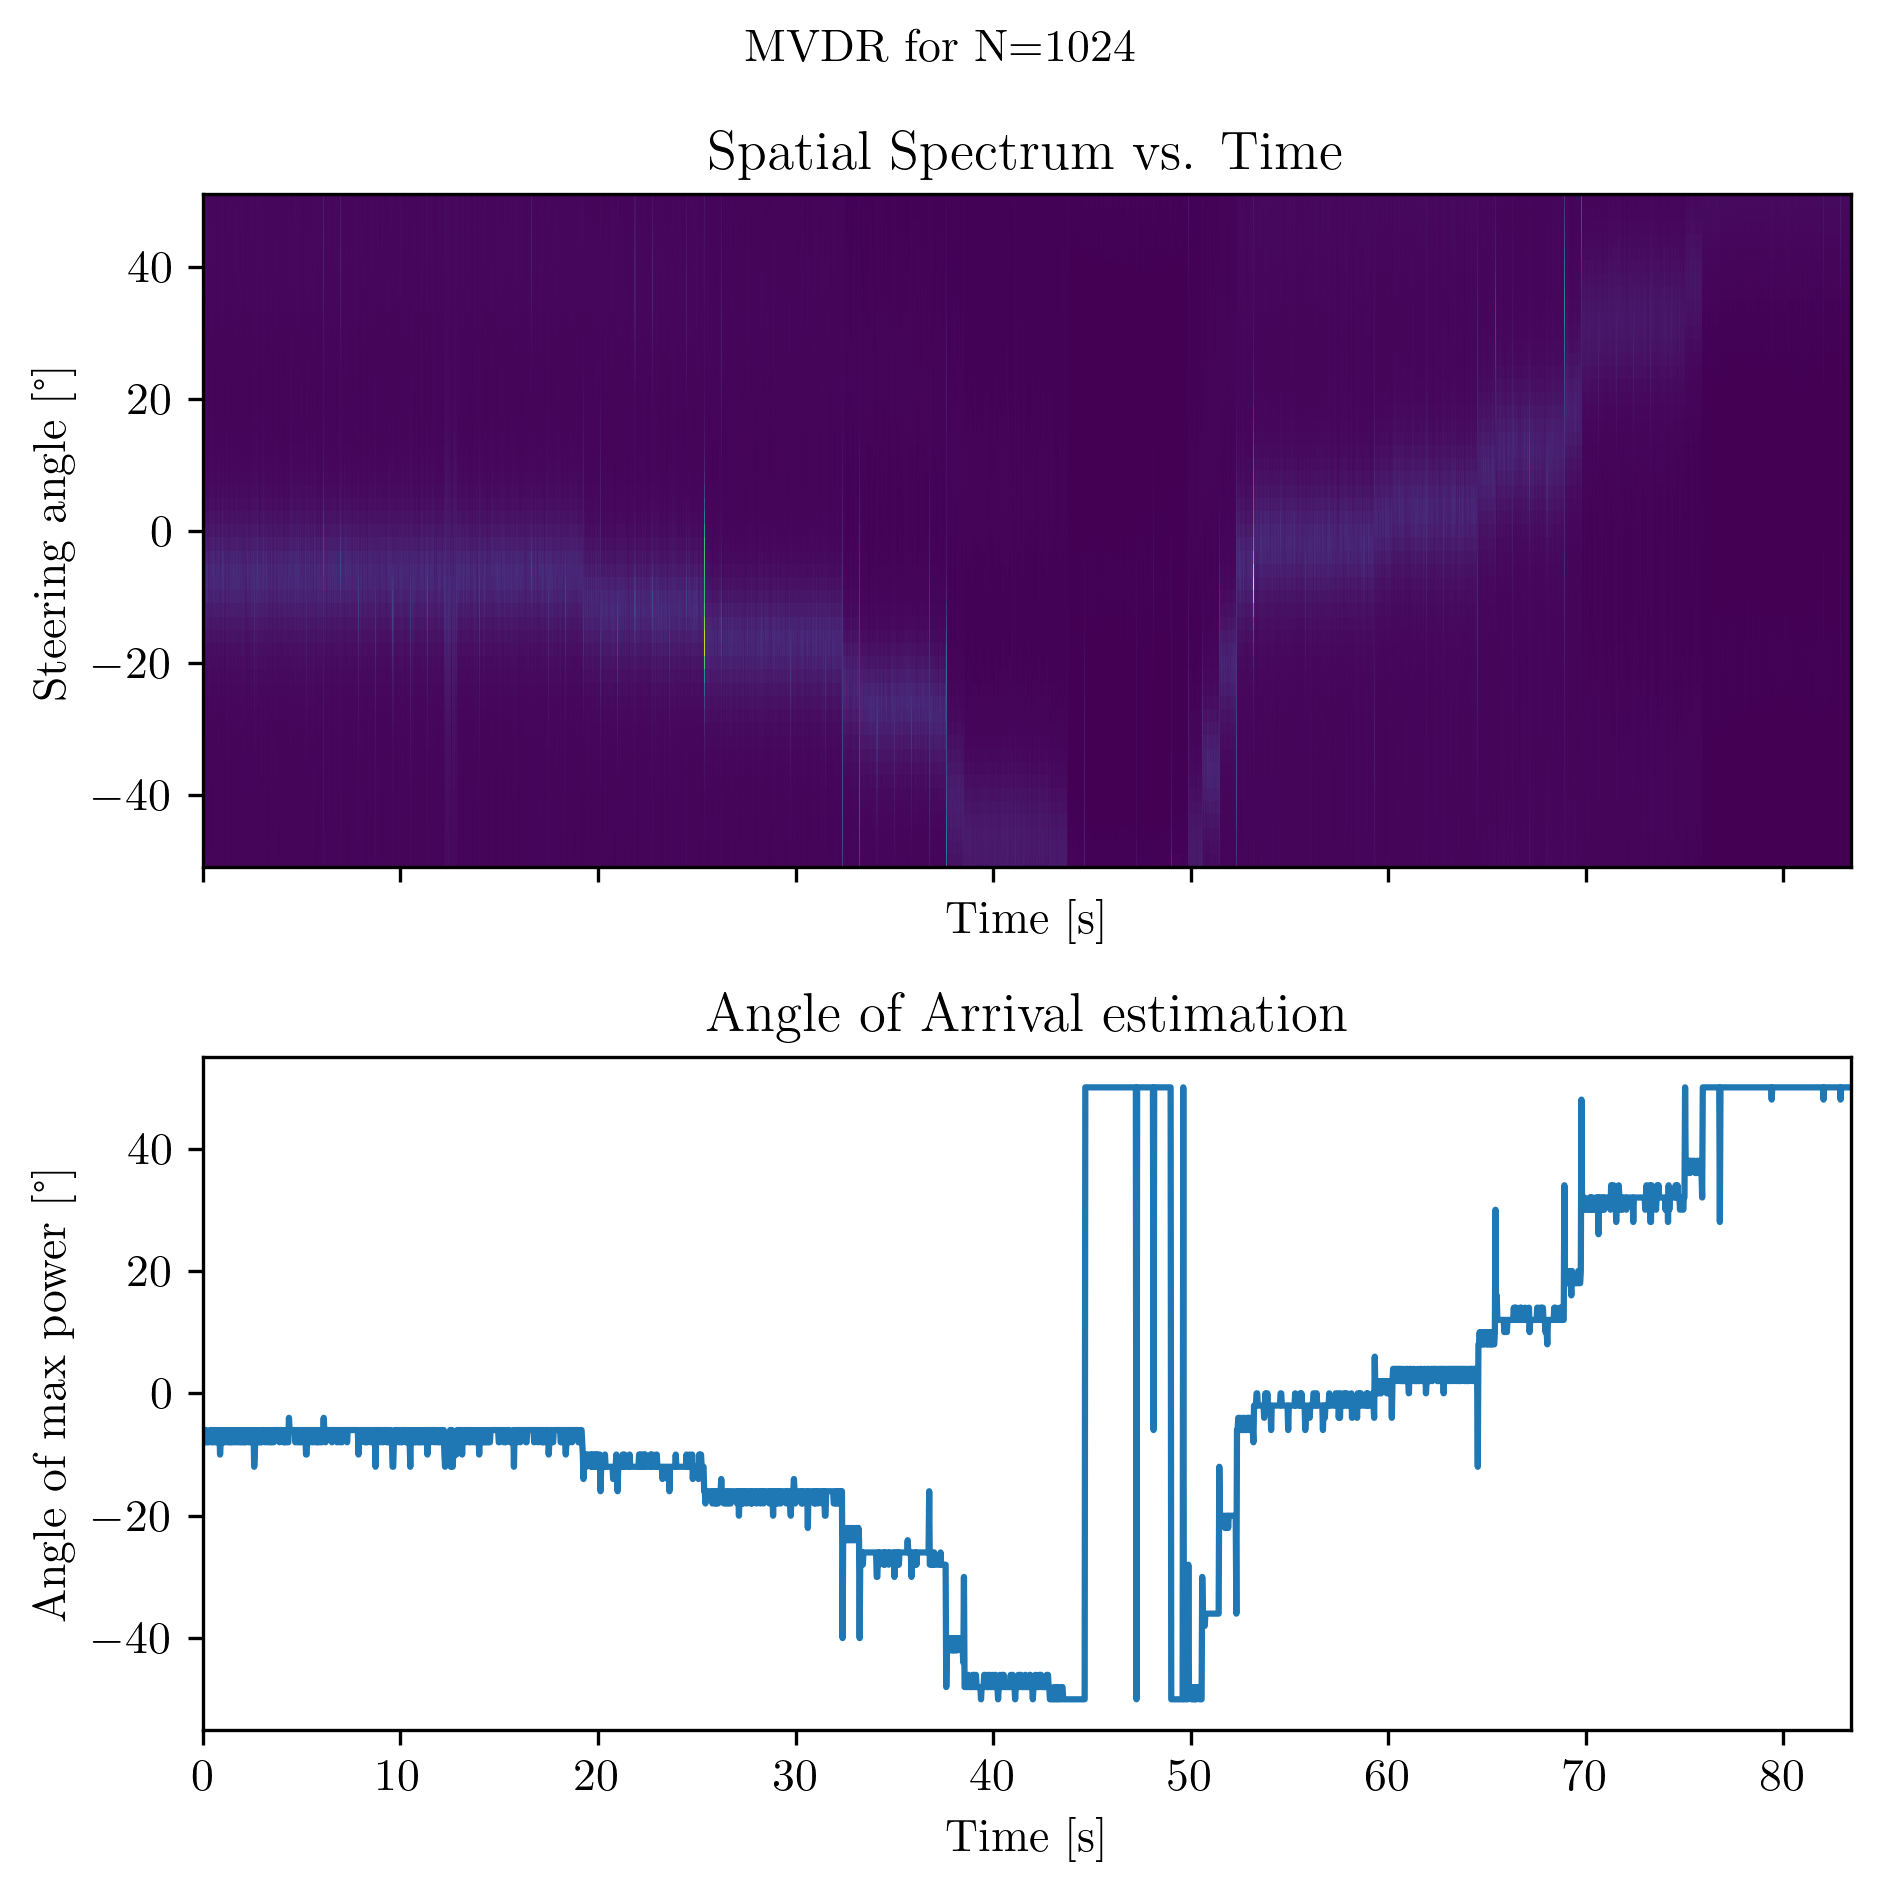 MVDR for N=1024
Spatial Spectrum vs. Time
40
20
0
−20
−40
Steering angle [°]
Time [s]
Angle of Arrival estimation
40
20
0
−20
−40
Angle of max power [°]
0 10 20 30 40 50 60 70 80
Time [s]